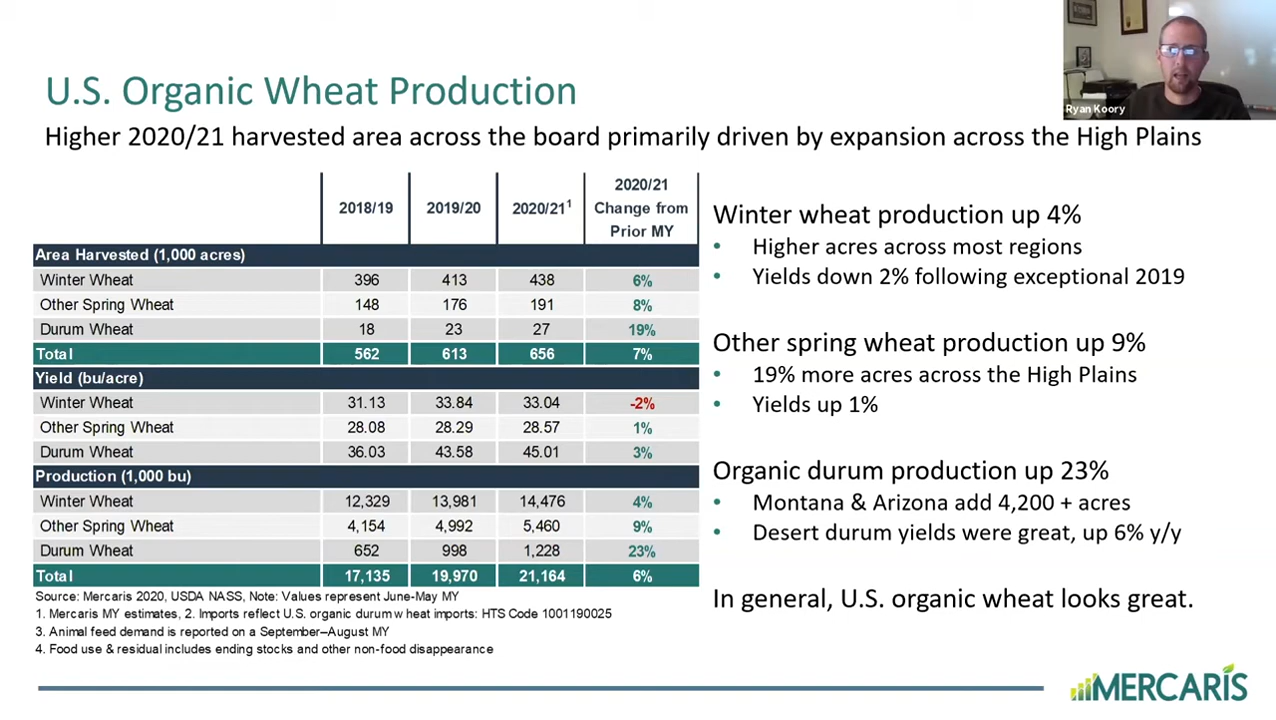 Ryan Koory
U.S. Organic Wheat Production
Higher 2020/21 harvested area across the board primarily driven by expansion across the High Plains
2018/19 2019/20 2020/21¹ 2020/21 Change from Prior MY
Area Harvested (1,000 acres)
Winter Wheat 396 413 438 6%
Other Spring Wheat 148 176 191 8%
Durum Wheat 18 23 27 19%
Total 562 613 656 7%
Yield (bu/acre)
Winter Wheat 31.13 33.84 33.04 -2%
Other Spring Wheat 28.08 28.29 28.57 1%
Durum Wheat 36.03 43.58 45.01 3%
Production (1,000 bu)
Winter Wheat 12,329 13,981 14,476 4%
Other Spring Wheat 4,154 4,992 5,460 9%
Durum Wheat 652 998 1,228 23%
Total 17,135 19,970 21,164 6%
Source: Mercaris 2020, USDA NASS, Note: Values represent June-May MY
1. Mercaris MY estimates, 2. Imports reflect U.S. organic durum w heat imports: HTS Code 1001190025
3. Animal feed demand is reported on a September–August MY
4. Food use & residual includes ending stocks and other non-food disappearance
Winter wheat production up 4%
• Higher acres across most regions
• Yields down 2% following exceptional 2019
Other spring wheat production up 9%
• 19% more acres across the High Plains
• Yields up 1%
Organic durum production up 23%
• Montana & Arizona add 4,200 + acres
• Desert durum yields were great, up 6% y/y
In general, U.S. organic wheat looks great.
MERCARIS